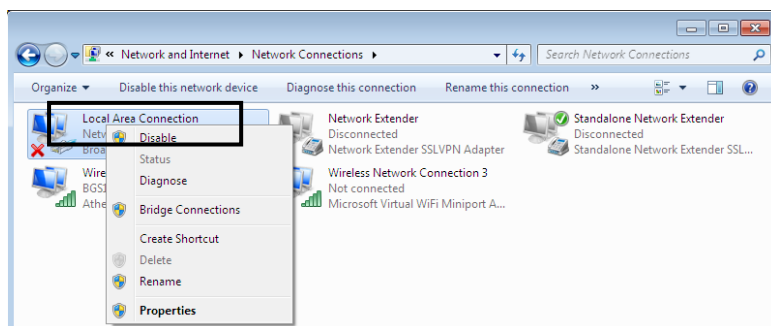 « Network and Internet ▸ Network Connections ▸
Search Network Connections
Organize ▾ Disable this network device Diagnose this connection Rename this connection »
Local Area Connection
Network Extender
Disconnected
Network Extender SSLVPN Adapter
Standalone Network Extender
Disconnected
Standalone Network Extender SSL...
Wireless Network Connection 3
Not connected
Microsoft Virtual WiFi Miniport A...
Disable
Status
Diagnose
Bridge Connections
Create Shortcut
Delete
Rename
Properties